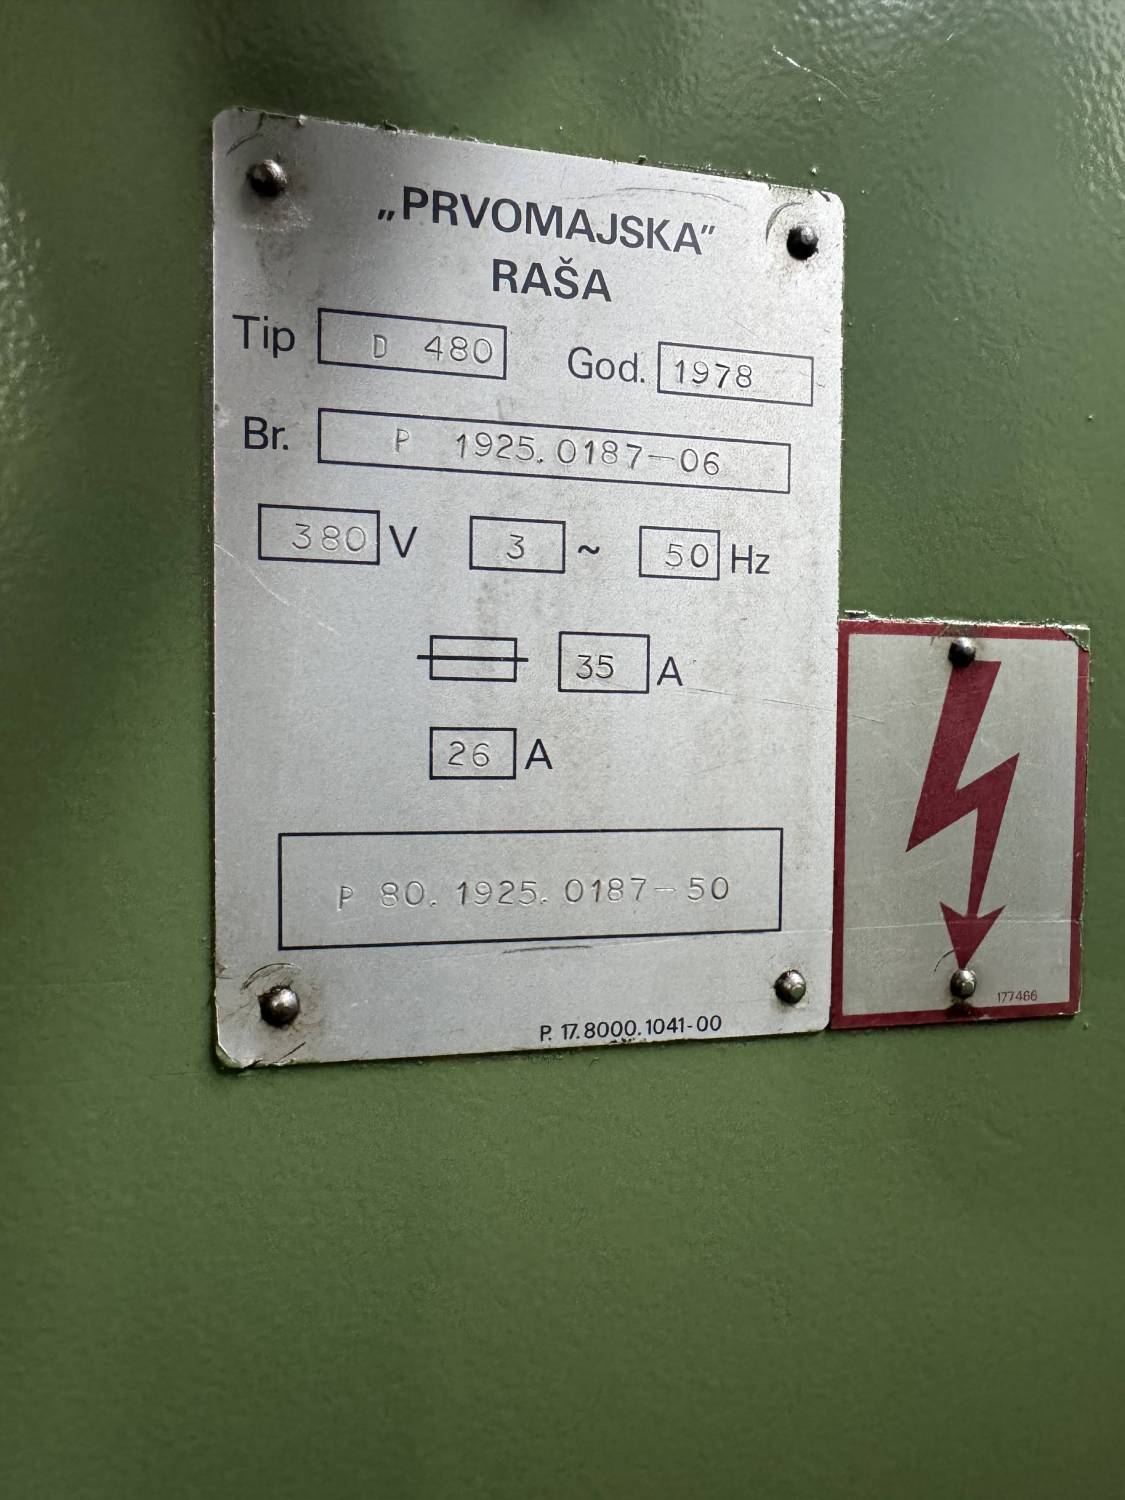 „PRVOMAJSKA”
RAŠA
Tip D 480 God. 1978
Br. P 1925.0187-06
380 V 3 ~ 50 Hz
35 A
26 A
P 80.1925.0187-50
P. 17.8000.1041-00
177466